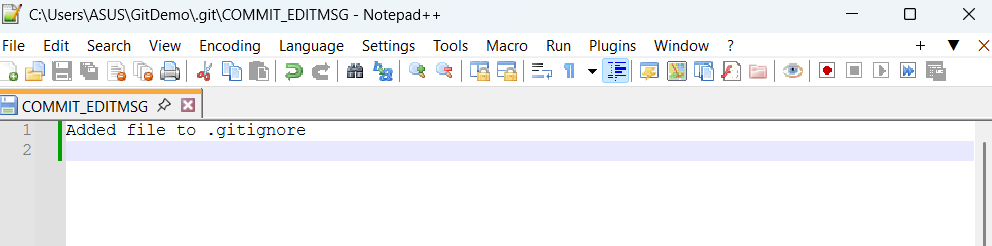 C:\Users\ASUS\GitDemo\.git\COMMIT_EDITMSG - Notepad++
File Edit Search View Encoding Language Settings Tools Macro Run Plugins Window ? + ▼ X
COMMIT_EDITMSG
1 Added file to .gitignore
2